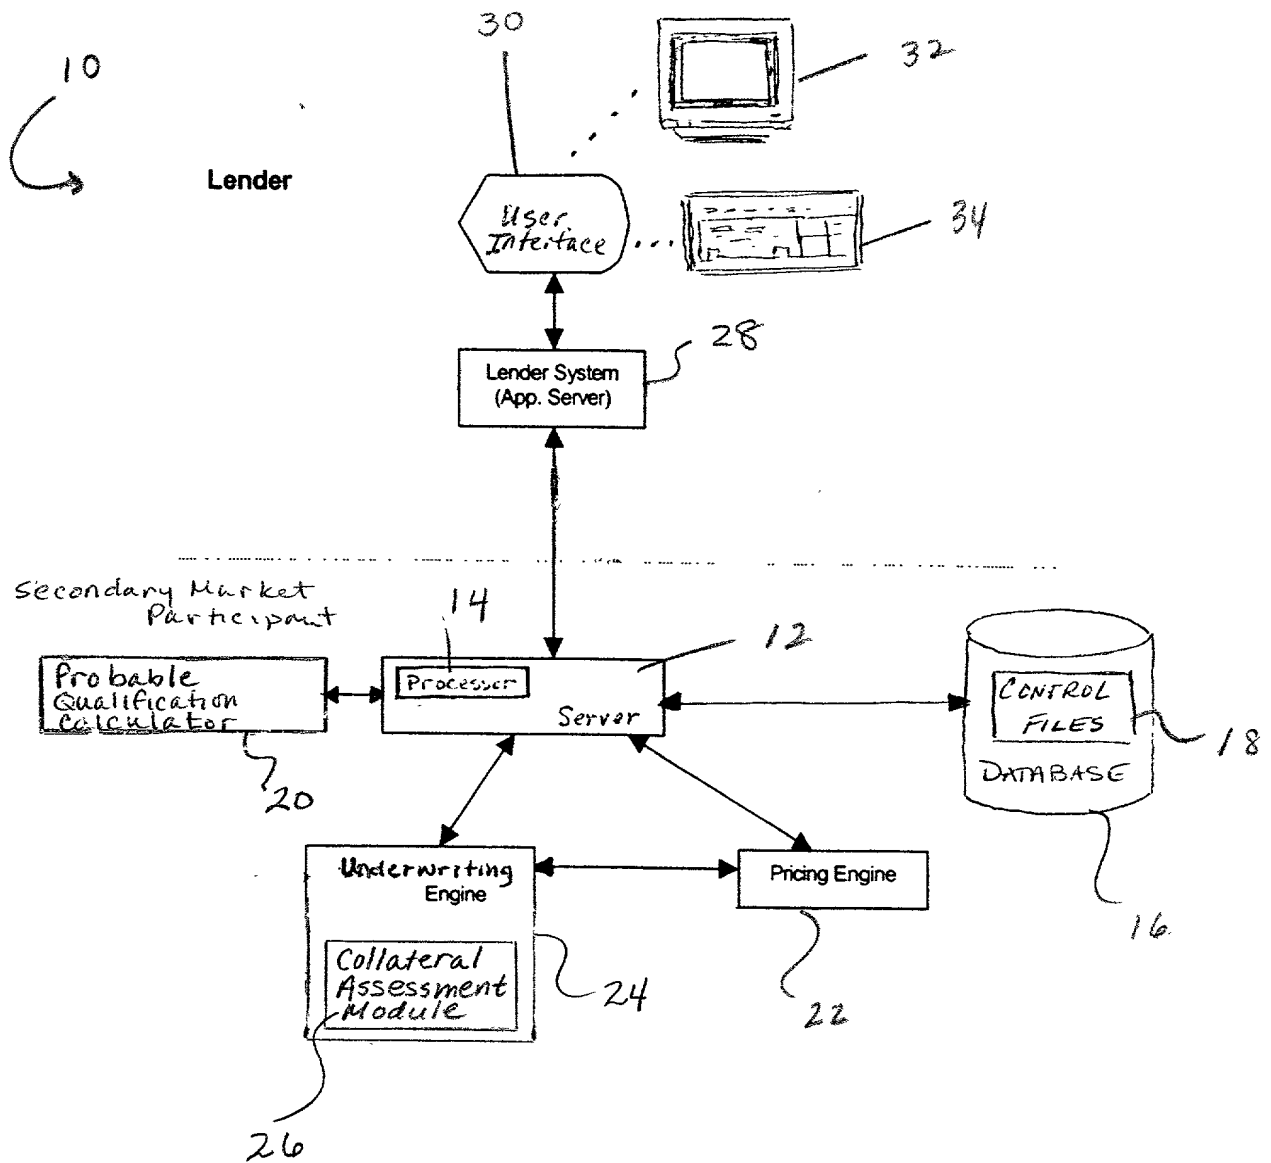 30
32
10
Lender
User
Interface
34
28
Lender System
(App. Server)
Secondary Market
Participant
14
12
Probable
Qualification
Calculator
Processor
Server
CONTROL
FILES
18
DATABASE
20
Underwriting
Engine
Pricing Engine
16
Collateral
Assessment
Module
24
22
26